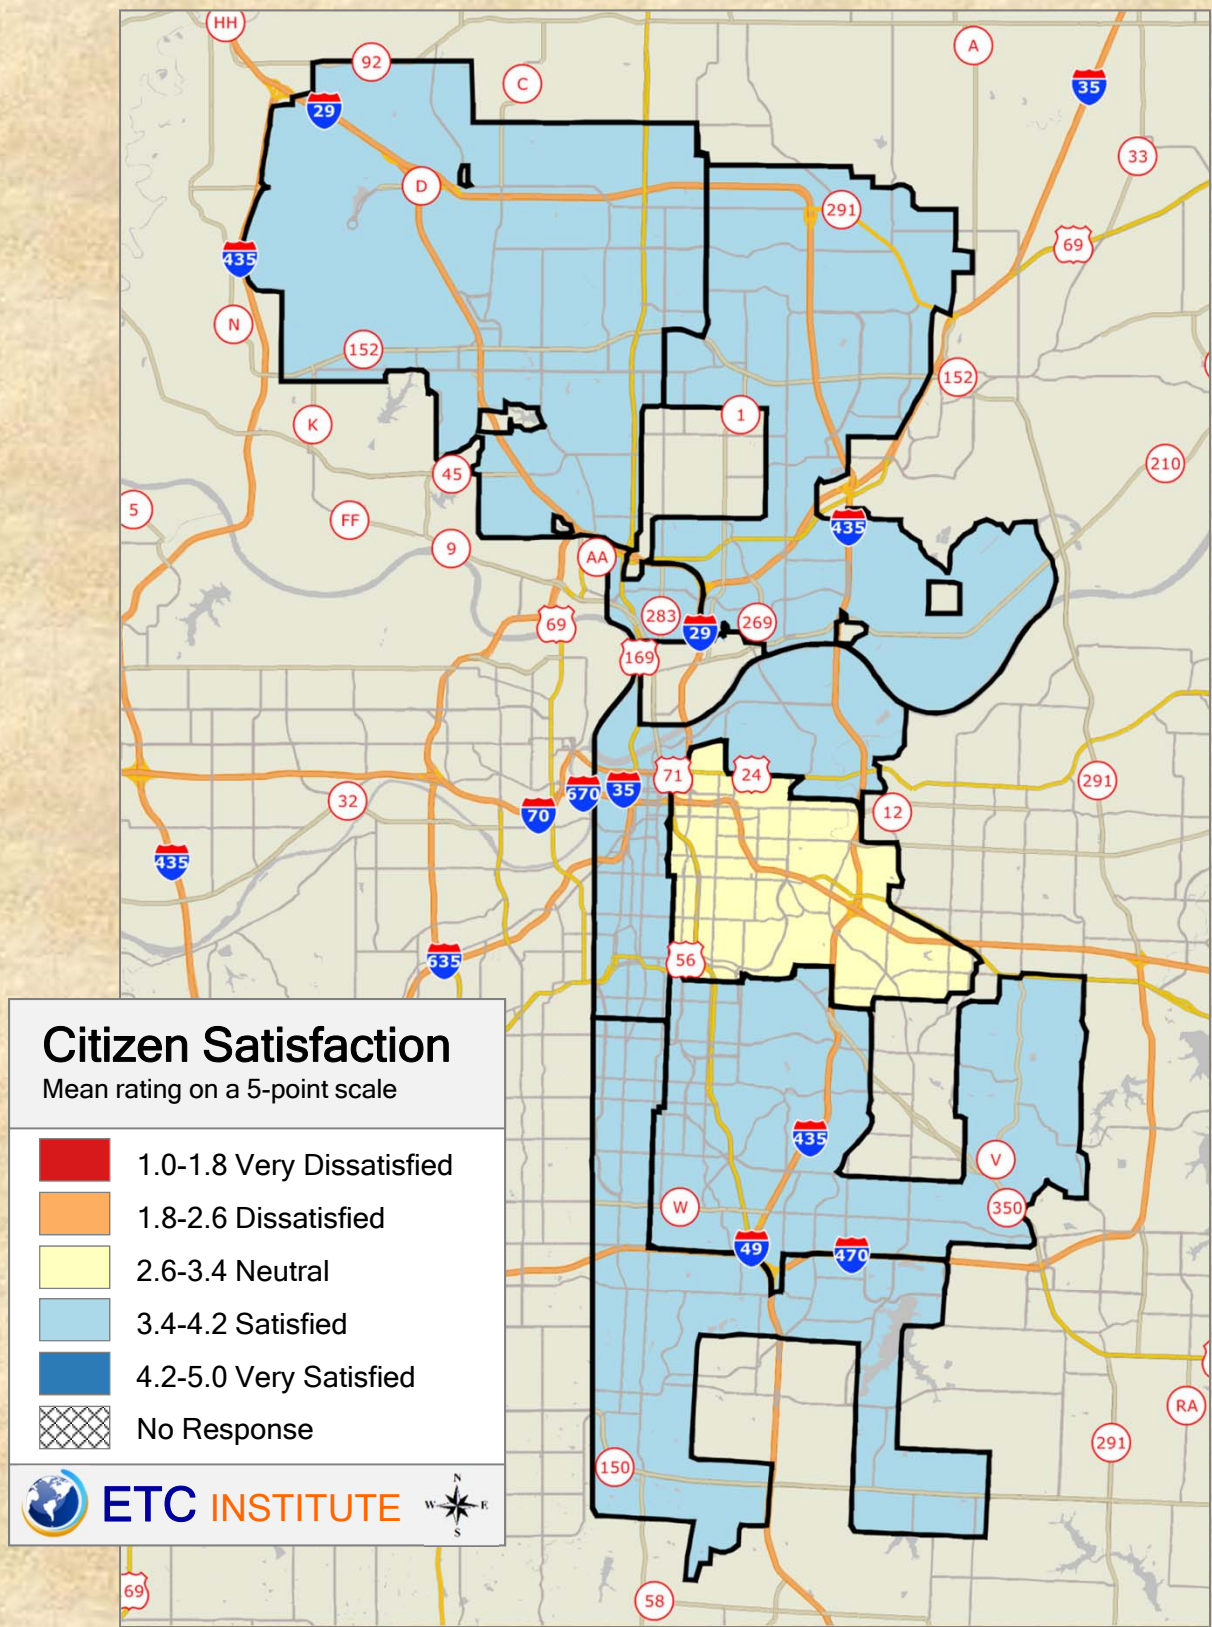 HH
92
C
A
35
29
33
D
291
69
435
N
152
152
1
K
45
210
5
FF
435
9
AA
283
269
69
29
169
71
24
670
35
291
32
70
12
435
56
635
Citizen Satisfaction
Mean rating on a 5-point scale
1.0-1.8 Very Dissatisfied
1.8-2.6 Dissatisfied
2.6-3.4 Neutral
3.4-4.2 Satisfied
4.2-5.0 Very Satisfied
No Response
ETC INSTITUTE
N
W
E
S
435
V
W
350
49
470
RA
291
150
69
58